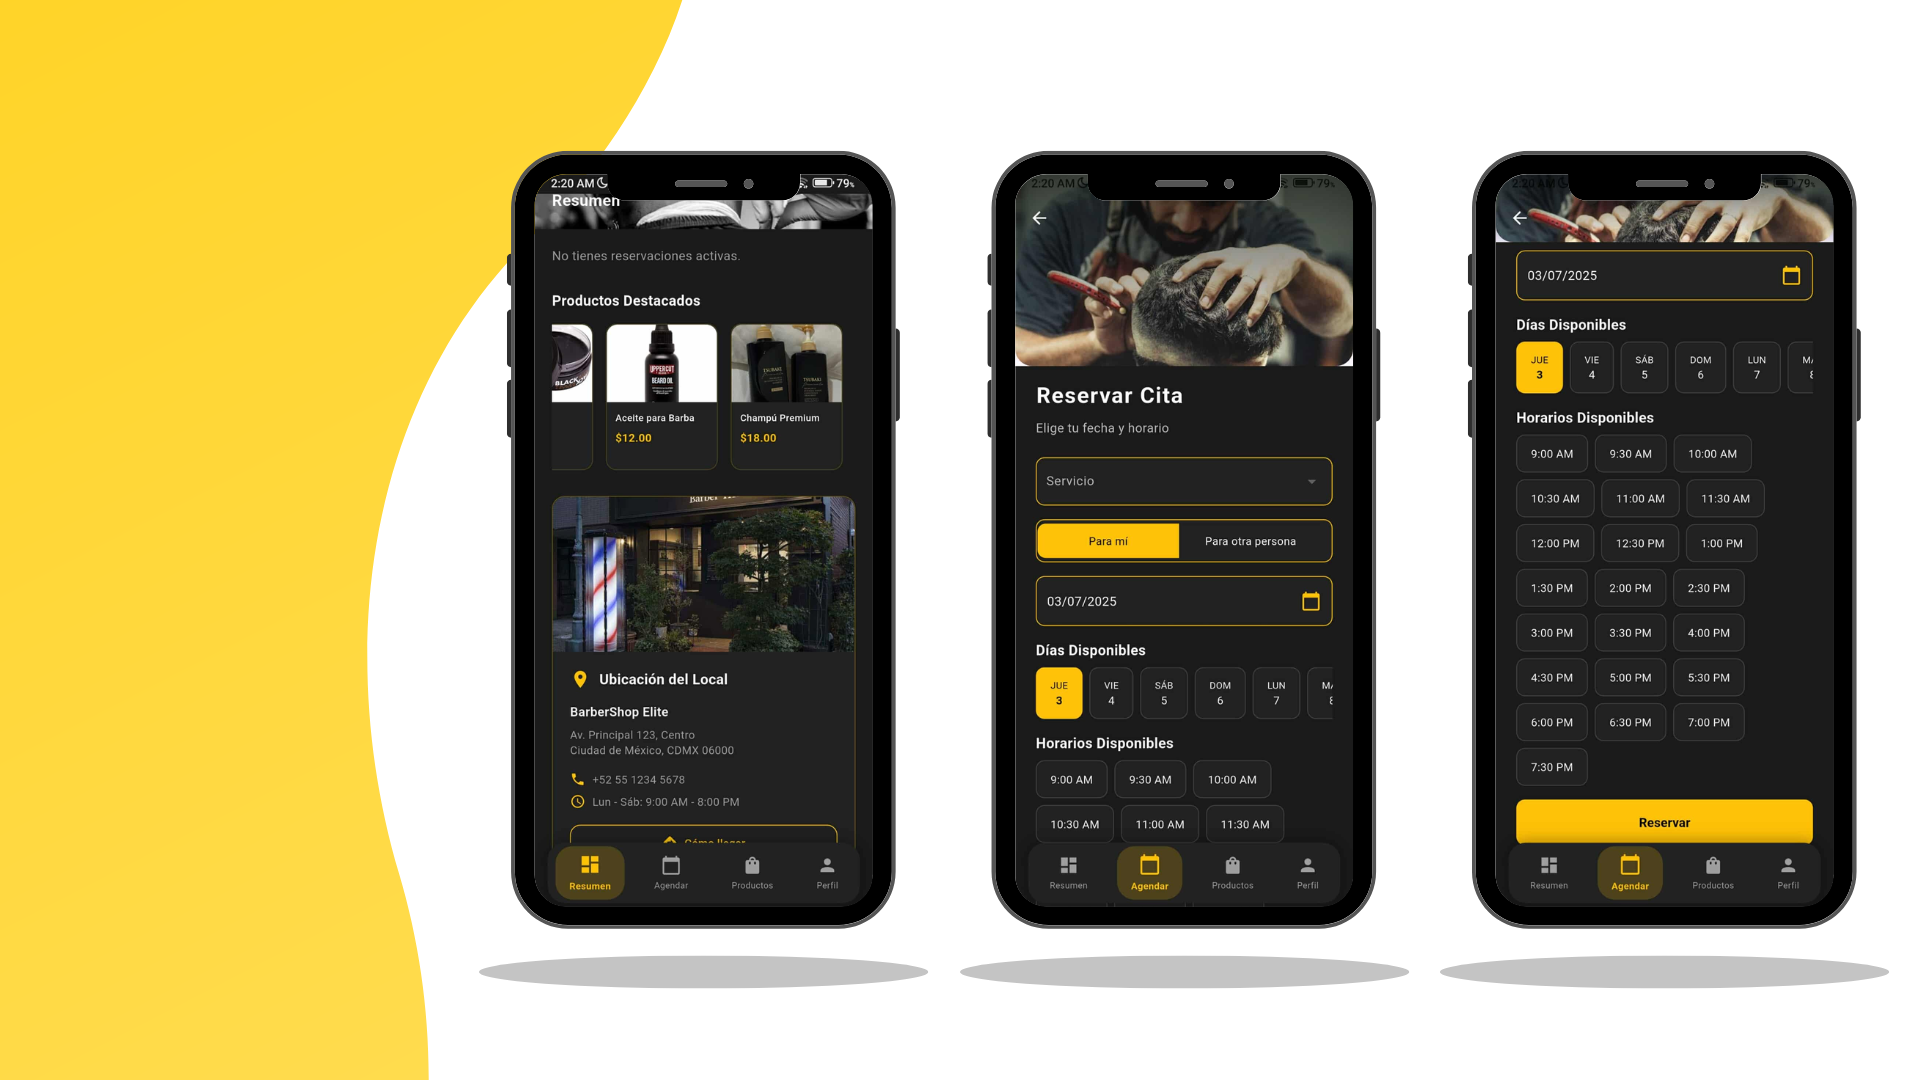 2:20 AM
79%
Resumen
No tienes reservaciones activas.
Productos Destacados
BLACK
UPPERCUT
BEARD OIL
TSUBAKI
TSUBAKI
Aceite para Barba
Champú Premium
$12.00
$18.00
Barber
Ubicación del Local
BarberShop Elite
Av. Principal 123, Centro
Ciudad de México, CDMX 06000
+52 55 1234 5678
Lun - Sáb: 9:00 AM - 8:00 PM
Cómo llegar
Resumen
Agendar
Productos
Perfil
2:20 AM
79%
Reservar Cita
Elige tu fecha y horario
Servicio
Para mí
Para otra persona
03/07/2025
Días Disponibles
JUE VIE SÁB DOM LUN MA
3 4 5 6 7 8
Horarios Disponibles
9:00 AM 9:30 AM 10:00 AM
10:30 AM 11:00 AM 11:30 AM
Resumen
Agendar
Productos
Perfil
2:20 AM
79%
03/07/2025
Días Disponibles
JUE VIE SÁB DOM LUN MA
3 4 5 6 7 8
Horarios Disponibles
9:00 AM 9:30 AM 10:00 AM
10:30 AM 11:00 AM 11:30 AM
12:00 PM 12:30 PM 1:00 PM
1:30 PM 2:00 PM 2:30 PM
3:00 PM 3:30 PM 4:00 PM
4:30 PM 5:00 PM 5:30 PM
6:00 PM 6:30 PM 7:00 PM
7:30 PM
Reservar
Resumen
Agendar
Productos
Perfil